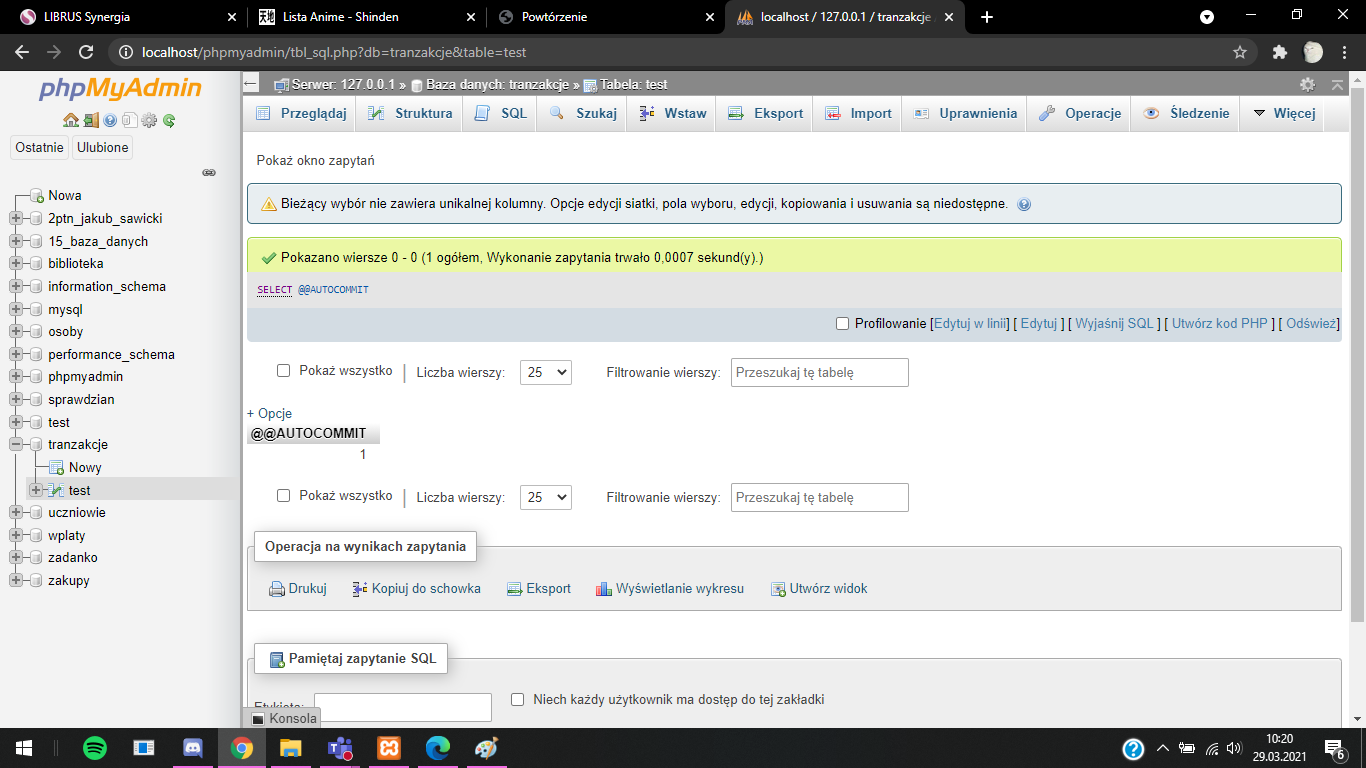 LIBRUS Synergia
Lista Anime - Shinden
Powtórzenie
localhost / 127.0.0.1 / tranzakcje
localhost/phpmyadmin/tbl_sql.php?db=tranzakcje&table=test
phpMyAdmin
Ostatnie
Ulubione
Nowa
2ptn_jakub_sawicki
15_baza_danych
biblioteka
information_schema
mysql
osoby
performance_schema
phpmyadmin
sprawdzian
test
tranzakcje
Nowy
test
uczniowie
wplaty
zadanko
zakupy
Serwer: 127.0.0.1 » Baza danych: tranzakcje » Tabela: test
Przeglądaj Struktura SQL Szukaj Wstaw Eksport Import Uprawnienia Operacje Śledzenie Więcej
Pokaż okno zapytań
Bieżący wybór nie zawiera unikalnej kolumny. Opcje edycji siatki, pola wyboru, edycji, kopiowania i usuwania są niedostępne.
Pokazano wiersze 0 - 0 (1 ogółem, Wykonanie zapytania trwało 0,0007 sekund(y).)
SELECT @@AUTOCOMMIT
Profilowanie [Edytuj w linii] [ Edytuj ] [ Wyjaśnij SQL ] [ Utwórz kod PHP ] [ Odśwież]
Pokaż wszystko | Liczba wierszy: 25 Filtrowanie wierszy: Przeszukaj tę tabelę
+ Opcje
@@AUTOCOMMIT
1
Pokaż wszystko | Liczba wierszy: 25 Filtrowanie wierszy: Przeszukaj tę tabelę
Operacja na wynikach zapytania
Drukuj Kopiuj do schowka Eksport Wyświetlanie wykresu Utwórz widok
Pamiętaj zapytanie SQL
Etykieta: Niech każdy użytkownik ma dostęp do tej zakładki
Konsola
10:20
29.03.2021
6